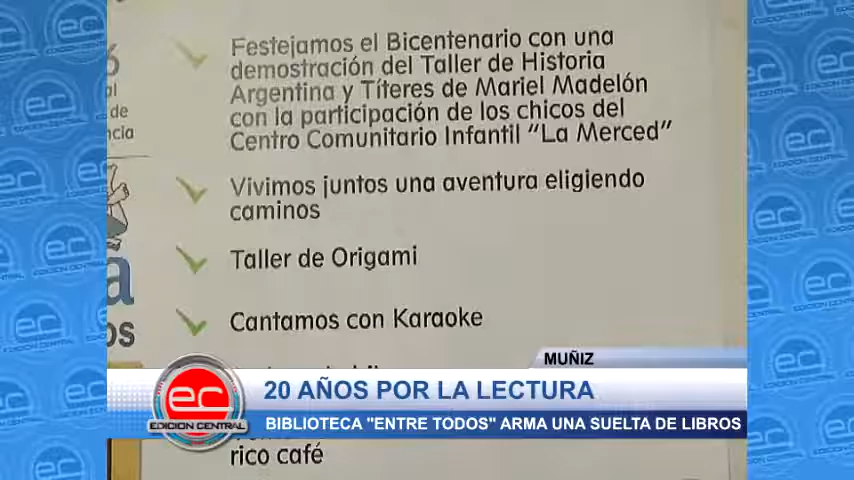 Festejamos el Bicentenario con una
demostración del Taller de Historia
Argentina y Títeres de Mariel Madelón
con la participación de los chicos del
Centro Comunitario Infantil "La Merced"
Vivimos juntos una aventura eligiendo
caminos
Taller de Origami
Cantamos con Karaoke
MUÑIZ
20 AÑOS POR LA LECTURA
ec
EDICION CENTRAL
BIBLIOTECA "ENTRE TODOS" ARMA UNA SUELTA DE LIBROS
rico café